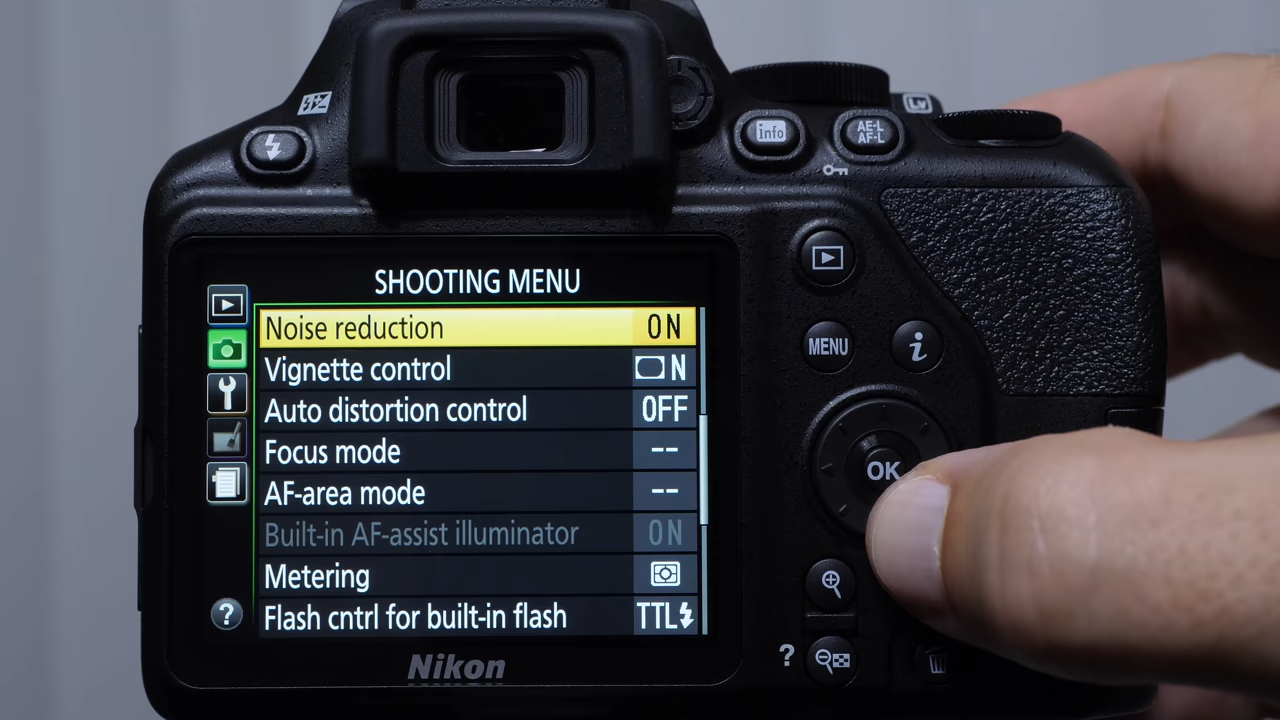 Lv
info
AE-L
AF-L
SHOOTING MENU
Noise reduction ON
Vignette control N
Auto distortion control OFF
Focus mode --
AF-area mode --
Built-in AF-assist illuminator ON
Metering
Flash cntrl for built-in flash TTL
?
MENU
i
OK
?
Nikon